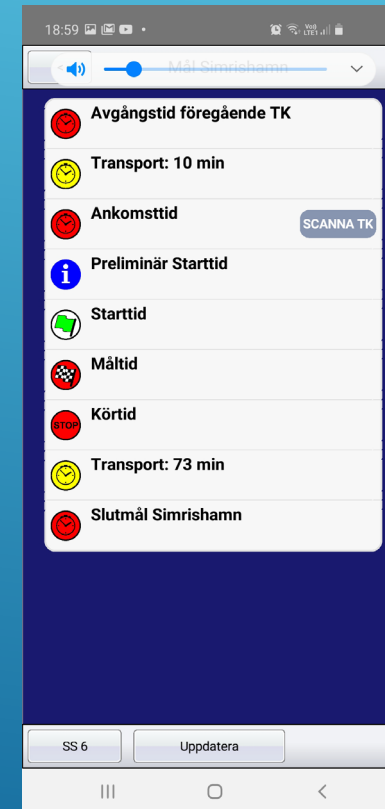 18:59
Mål Simrishamn
Avgångstid föregående TK
Transport: 10 min
Ankomsttid
SCANNA TK
Preliminär Starttid
Starttid
Måltid
STOP
Körtid
Transport: 73 min
Slutmål Simrishamn
SS 6
Uppdatera